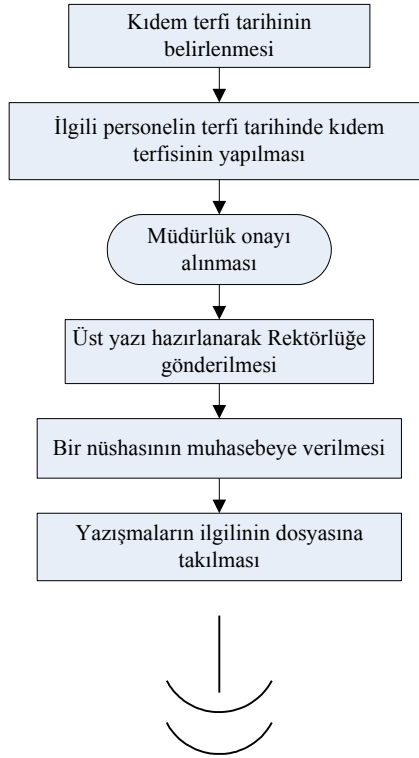 Kıdem terfi tarihinin
belirlenmesi
İlgili personelin terfi tarihinde kıdem
terfisinin yapılması
Müdürlük onayı
alınması
Üst yazı hazırlanarak Rektörlüğe
gönderilmesi
Bir nüshasının muhasebeye verilmesi
Yazışmaların ilgilinin dosyasına
takılması